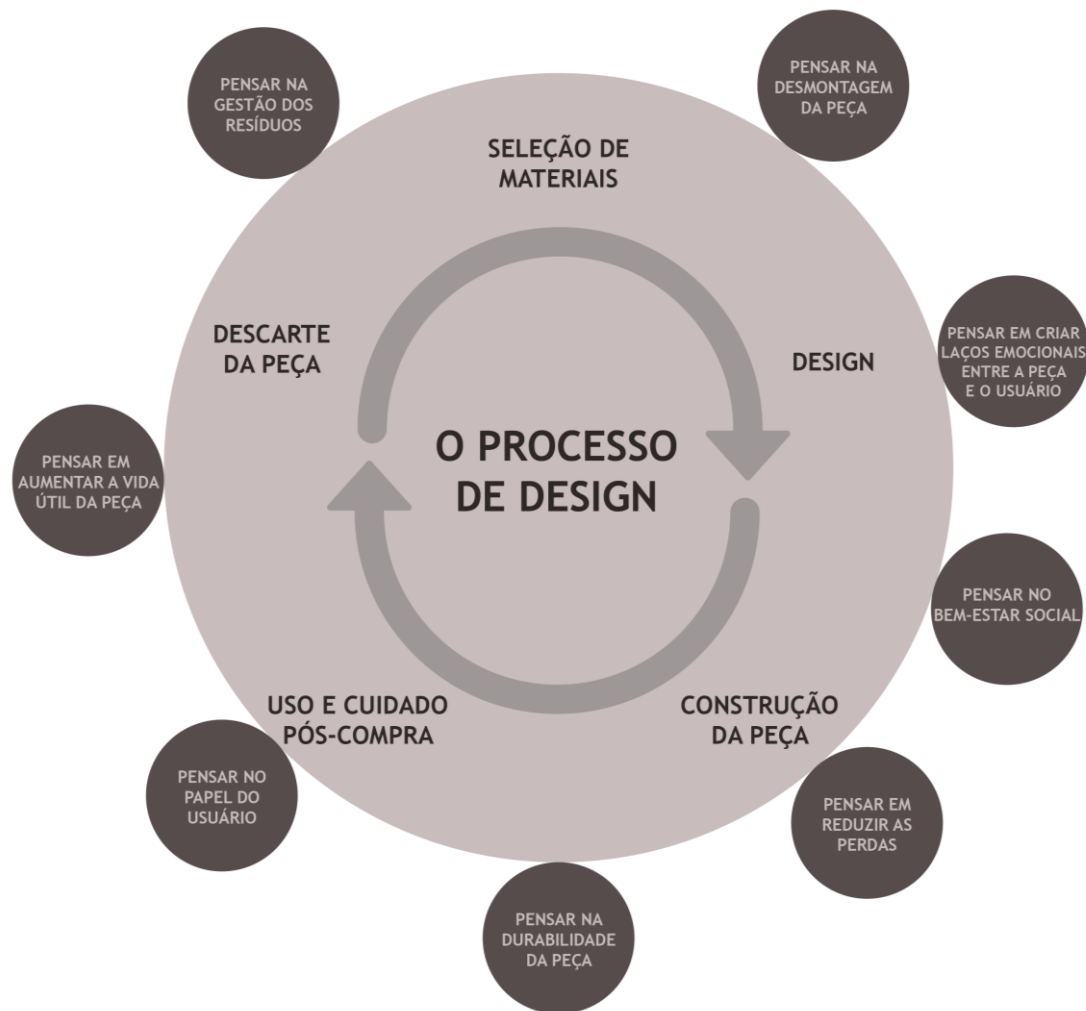 PENSAR NA
GESTÃO DOS
RESÍDUOS
PENSAR NA
DESMONTAGEM
DA PEÇA
SELEÇÃO DE
MATERIAIS
DESCARTE
DA PEÇA
DESIGN
PENSAR EM CRIAR
LAÇOS EMOCIONAIS
ENTRE A PEÇA
E O USUÁRIO
O PROCESSO
DE DESIGN
PENSAR EM
AUMENTAR A VIDA
ÚTIL DA PEÇA
PENSAR NO
BEM-ESTAR SOCIAL
USO E CUIDADO
PÓS-COMPRA
CONSTRUÇÃO
DA PEÇA
PENSAR NO
PAPEL DO
USUÁRIO
PENSAR EM
REDUZIR AS
PERDAS
PENSAR NA
DURABILIDADE
DA PEÇA